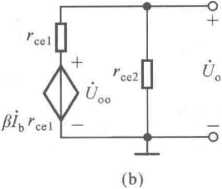 r_ce1
+
+
U̇_oo
r_ce2
U̇_o
βİ_b r_ce1
−
−
(b)